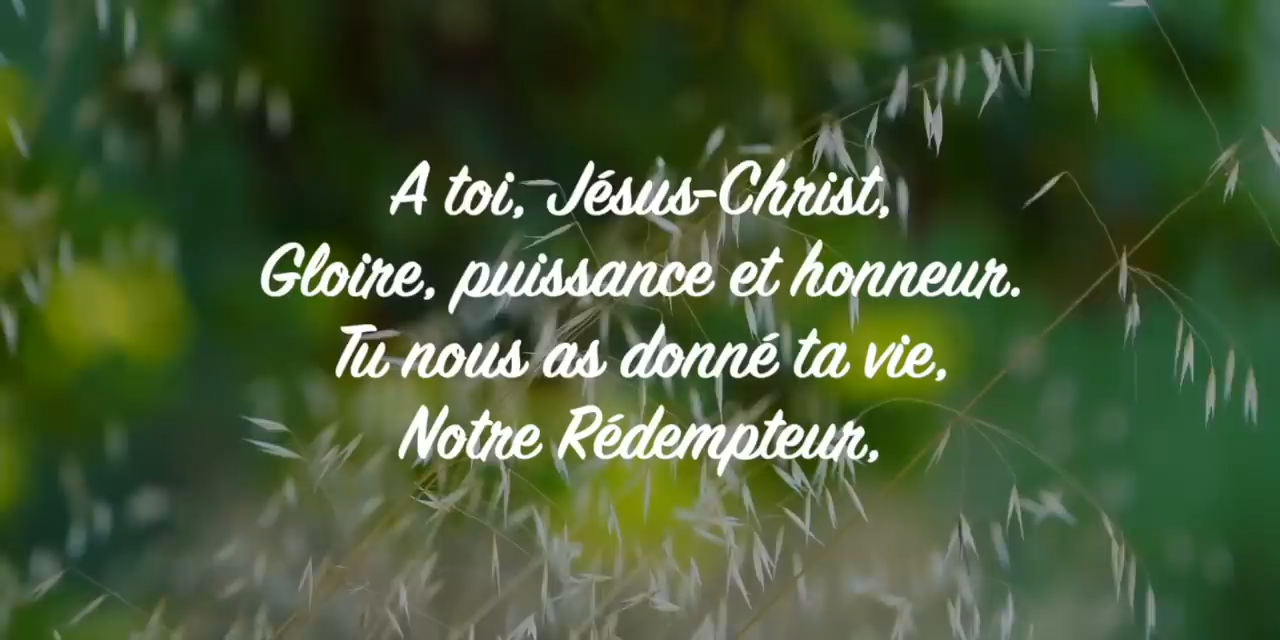 A toi, Jésus-Christ,
Gloire, puissance et honneur.
Tu nous as donné ta vie,
Notre Rédempteur,